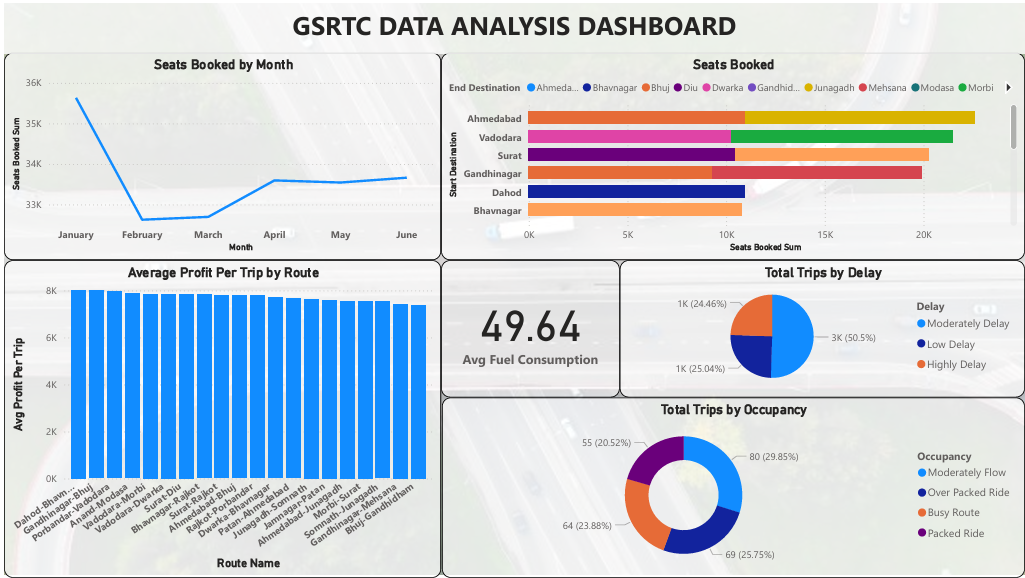 GSRTC DATA ANALYSIS DASHBOARD
Seats Booked by Month
Seats Booked Sum
36K
35K
34K
33K
January February March April May June
Month
Seats Booked
End Destination Ahmeda... Bhavnagar Bhuj Diu Dwarka Gandhid... Junagadh Mehsana Modasa Morbi
Start Destination
Ahmedabad
Vadodara
Surat
Gandhinagar
Dahod
Bhavnagar
0K 5K 10K 15K 20K
Seats Booked Sum
Average Profit Per Trip by Route
Avg Profit Per Trip
8K
6K
4K
2K
0K
Dahod-Bhavn...
Gandhinagar-Bhuj
Porbandar-Vadodara
Anand-Modasa
Vadodara-Morbi
Vadodara-Dwarka
Surat-Diu
Bhavnagar-Rajkot
Surat-Rajkot
Ahmedabad-Bhuj
Rajkot-Porbandar
Dwarka-Bhavnagar
Patan-Ahmedabad
Junagadh-Somnath
Jamnagar-Patan
Ahmedabad-Junagadh
Morbi-Surat
Somnath-Junagadh
Gandhinagar-Mehsana
Bhuj-Gandhidham
Route Name
49.64
Avg Fuel Consumption
Total Trips by Delay
1K (24.46%)
3K (50.5%)
1K (25.04%)
Delay
Moderately Delay
Low Delay
Highly Delay
Total Trips by Occupancy
55 (20.52%)
80 (29.85%)
64 (23.88%)
69 (25.75%)
Occupancy
Moderately Flow
Over Packed Ride
Busy Route
Packed Ride